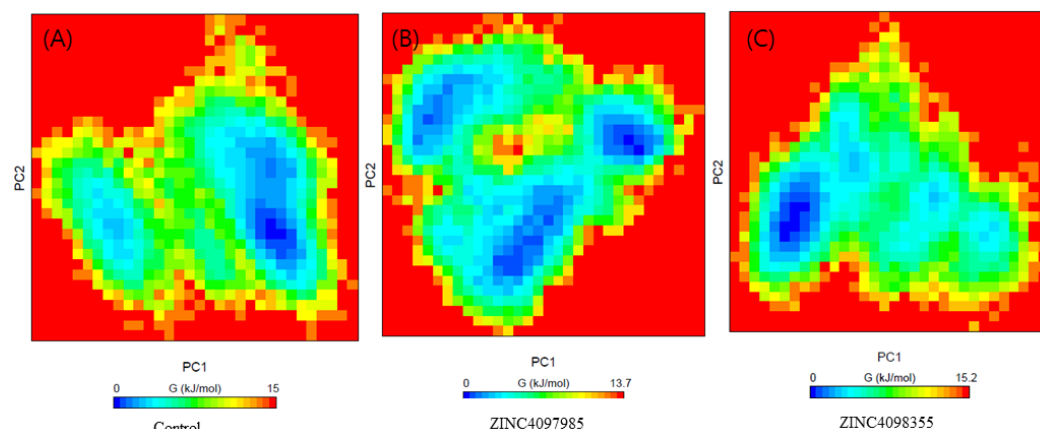 (A)
(B)
(C)
PC2
PC2
PC2
PC1
PC1
PC1
0 G (kJ/mol) 15
0 G (kJ/mol) 13.7
0 G (kJ/mol) 15.2
Control
ZINC4097985
ZINC4098355